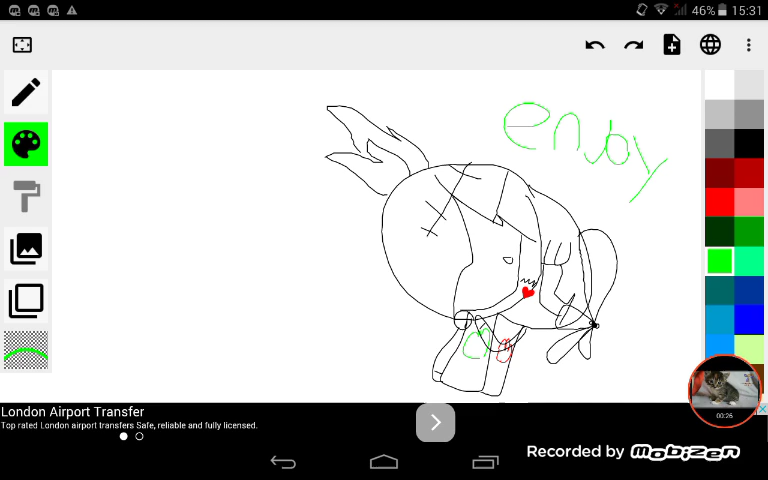 46% 15:31
enjoy
00:26
London Airport Transfer
Top rated London airport transfers Safe, reliable and fully licensed.
Recorded by mobizen